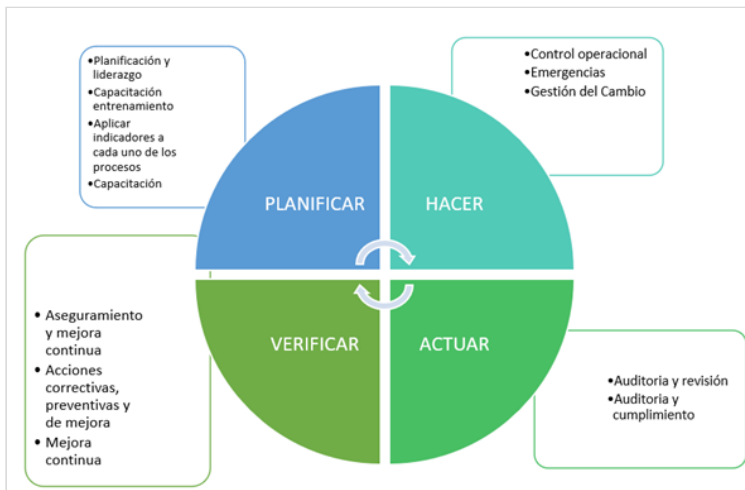 •Planificación y
liderazgo
•Capacitación
entrenamiento
•Aplicar
indicadores a
cada uno de los
procesos
•Capacitación
•Control operacional
•Emergencias
•Gestión del Cambio
PLANIFICAR
HACER
VERIFICAR
ACTUAR
• Aseguramiento
y mejora
continua
• Acciones
correctivas,
preventivas y
de mejora
• Mejora
continua
•Auditoria y revisión
•Auditoria y
cumplimiento